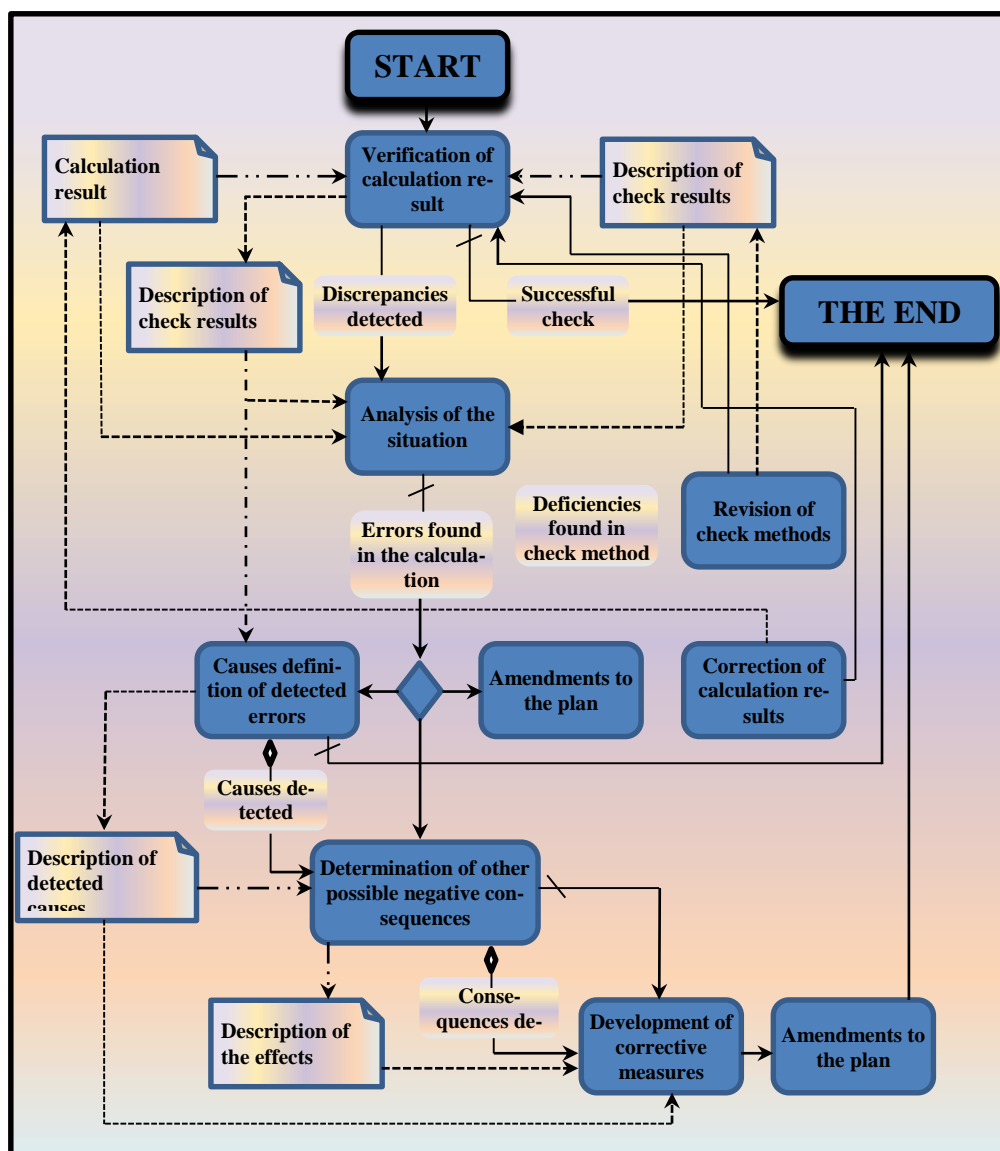 START
Calculation
result
Verification of
calculation re-
sult
Description of
check results
Description of
check results
Discrepancies
detected
Successful
check
THE END
Analysis of the
situation
Errors found
in the calcula-
tion
Deficiencies
found in
check method
Revision of
check methods
Causes defini-
tion of detected
errors
Amendments to
the plan
Correction of
calculation re-
sults
Causes de-
tected
Description of
detected
causes
Determination of other
possible negative con-
sequences
Description of
the effects
Conse-
quences de-
Development of
corrective
measures
Amendments to
the plan